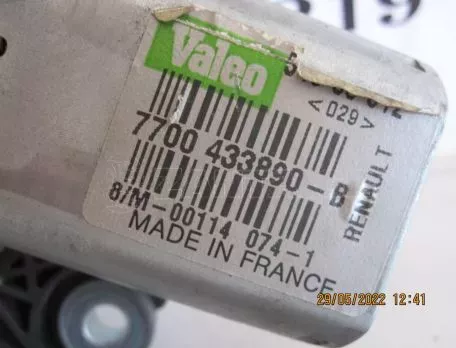 Valeo
<029>
7700 433890-B
RENAULT
8/M-00114 074-1
MADE IN FRANCE
29/05/2022 12:41